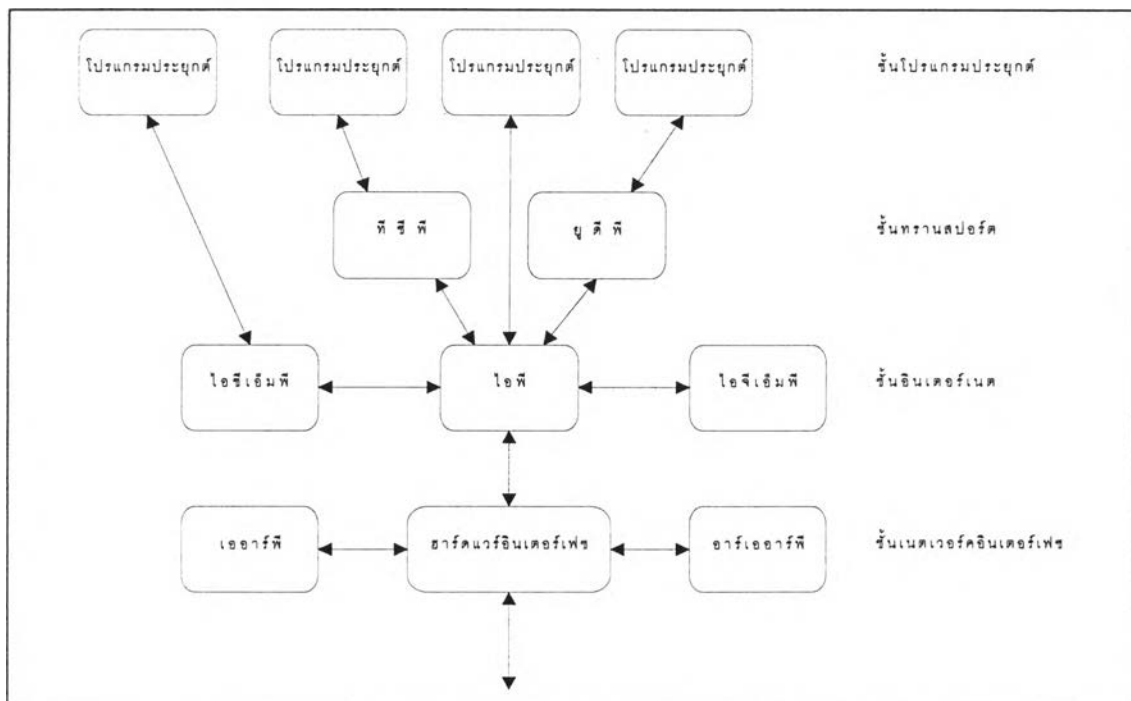 โปรแกรมประยุกต์ โปรแกรมประยุกต์ โปรแกรมประยุกต์ โปรแกรมประยุกต์ ชั้นโปรแกรมประยุกต์
ที ซี พี ยู ดี พี ชั้นทรานสปอร์ต
ไอซีเอ็มพี ไอพี ไอจีเอ็มพี ชั้นอินเตอร์เนต
เออาร์พี ฮาร์ดแวร์อินเตอร์เฟซ อาร์เออาร์พี ชั้นเนตเวอร์คอินเตอร์เฟซ